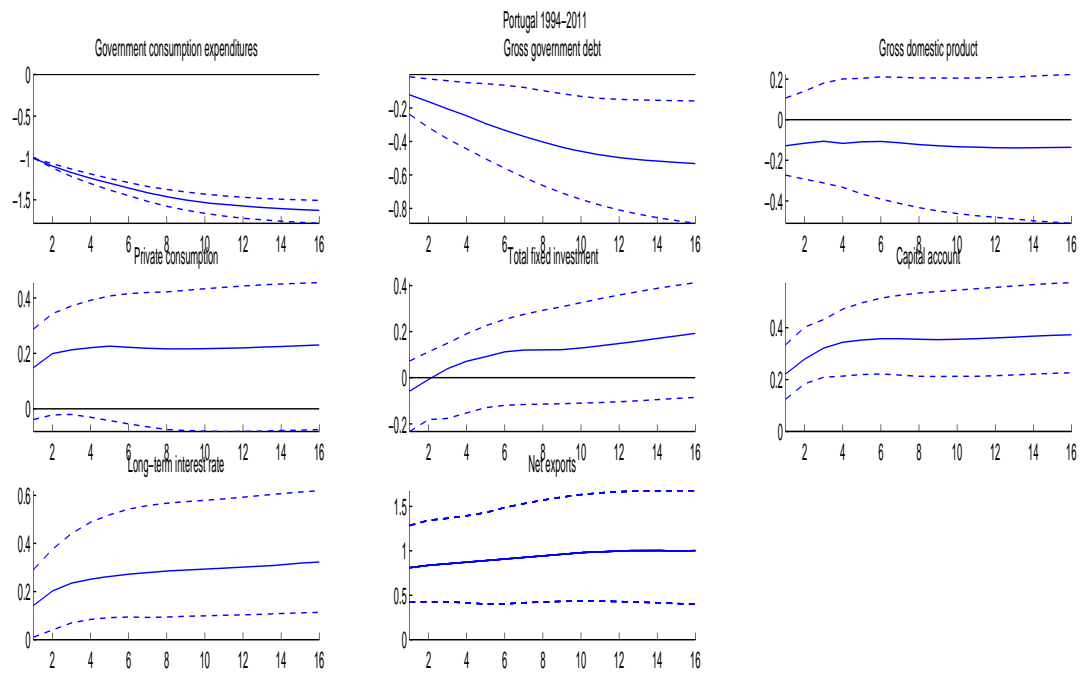 Portugal 1994−2011
Government consumption expenditures
Gross government debt
Gross domestic product
0
−0.5
−1
−1.5
2 4 6 8 10 12 14 16
−0.2
−0.4
−0.6
−0.8
2 4 6 8 10 12 14 16
0.2
0
−0.2
−0.4
2 4 6 8 10 12 14 16
Private consumption
Total fixed investment
Capital account
0.4
0.2
0
2 4 6 8 10 12 14 16
0.4
0.2
0
−0.2
2 4 6 8 10 12 14 16
0.4
0.2
0
2 4 6 8 10 12 14 16
Long−term interest rate
Net exports
0.6
0.4
0.2
0
2 4 6 8 10 12 14 16
1.5
1
0.5
0
2 4 6 8 10 12 14 16